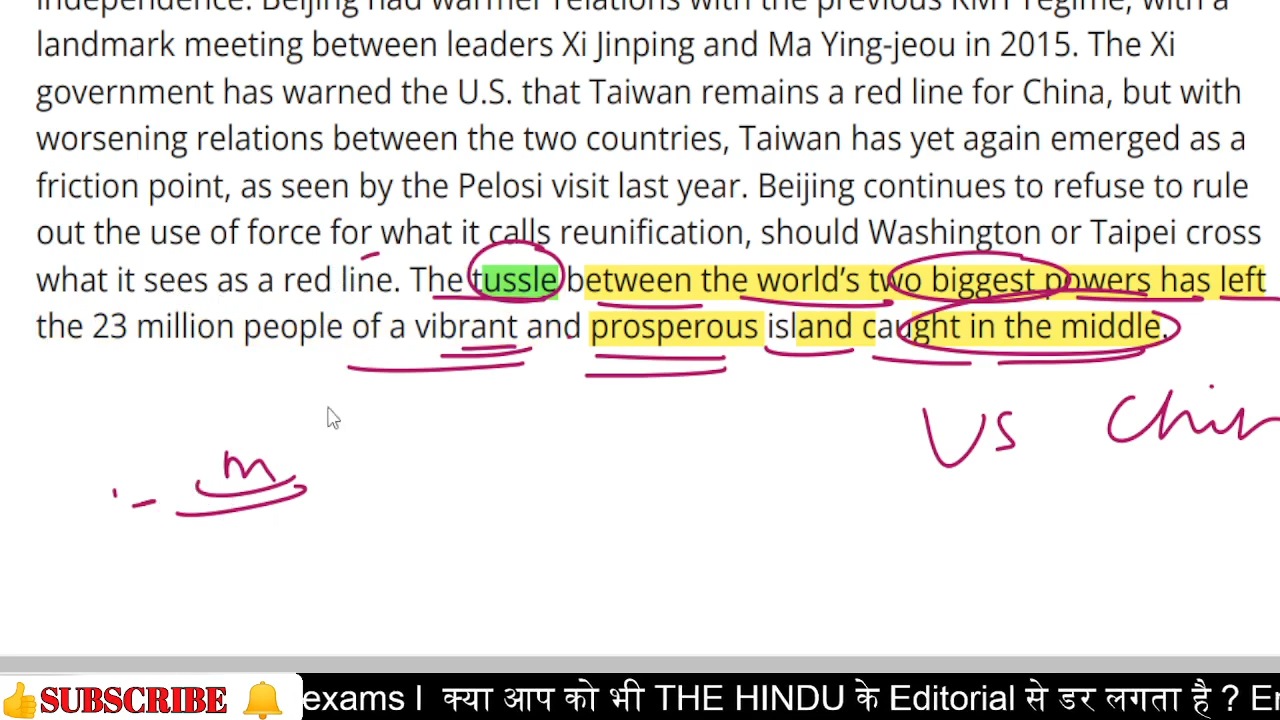 independence. Beijing had warmer relations with the previous KMT regime, with a
landmark meeting between leaders Xi Jinping and Ma Ying-jeou in 2015. The Xi
government has warned the U.S. that Taiwan remains a red line for China, but with
worsening relations between the two countries, Taiwan has yet again emerged as a
friction point, as seen by the Pelosi visit last year. Beijing continues to refuse to rule
out the use of force for what it calls reunification, should Washington or Taipei cross
what it sees as a red line. The tussle between the world’s two biggest powers has left
the 23 million people of a vibrant and prosperous island caught in the middle.
US Chin
m
SUBSCRIBE exams I क्या आप को भी THE HINDU के Editorial से डर लगता है ? En